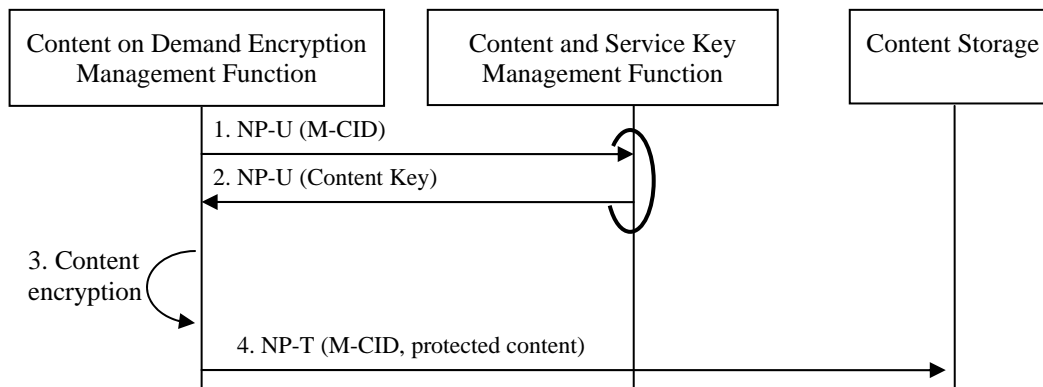 Content on Demand Encryption
Management Function
Content and Service Key
Management Function
Content Storage
1. NP-U (M-CID)
2. NP-U (Content Key)
3. Content
encryption
4. NP-T (M-CID, protected content)